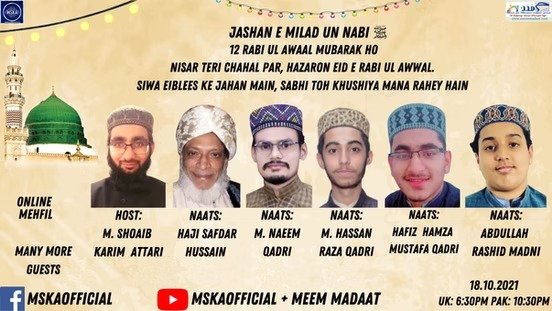 MSKA
JASHAN E MILAD UN NABI ﷺ
12 RABI UL AWAAL MUBARAK HO
NISAR TERI CHAHAL PAR, HAZARON EID E RABI UL AWWAL.
SIWA EIBLEES KE JAHAN MAIN, SABHI TOH KHUSHIYA MANA RAHEY HAIN
ONLINE
MEHFIL
MANY MORE
GUESTS
HOST:
M. SHOAIB
KARIM ATTARI
NAATS:
HAJI SAFDAR
HUSSAIN
NAATS:
M. NAEEM
QADRI
NAATS:
M. HASSAN
RAZA QADRI
NAATS:
HAFIZ HAMZA
MUSTAFA QADRI
NAATS:
ABDULLAH
RASHID MADNI
MSKAOFFICIAL
MSKAOFFICIAL + MEEM MADAAT
18.10.2021
UK: 6:30PM PAK: 10:30PM